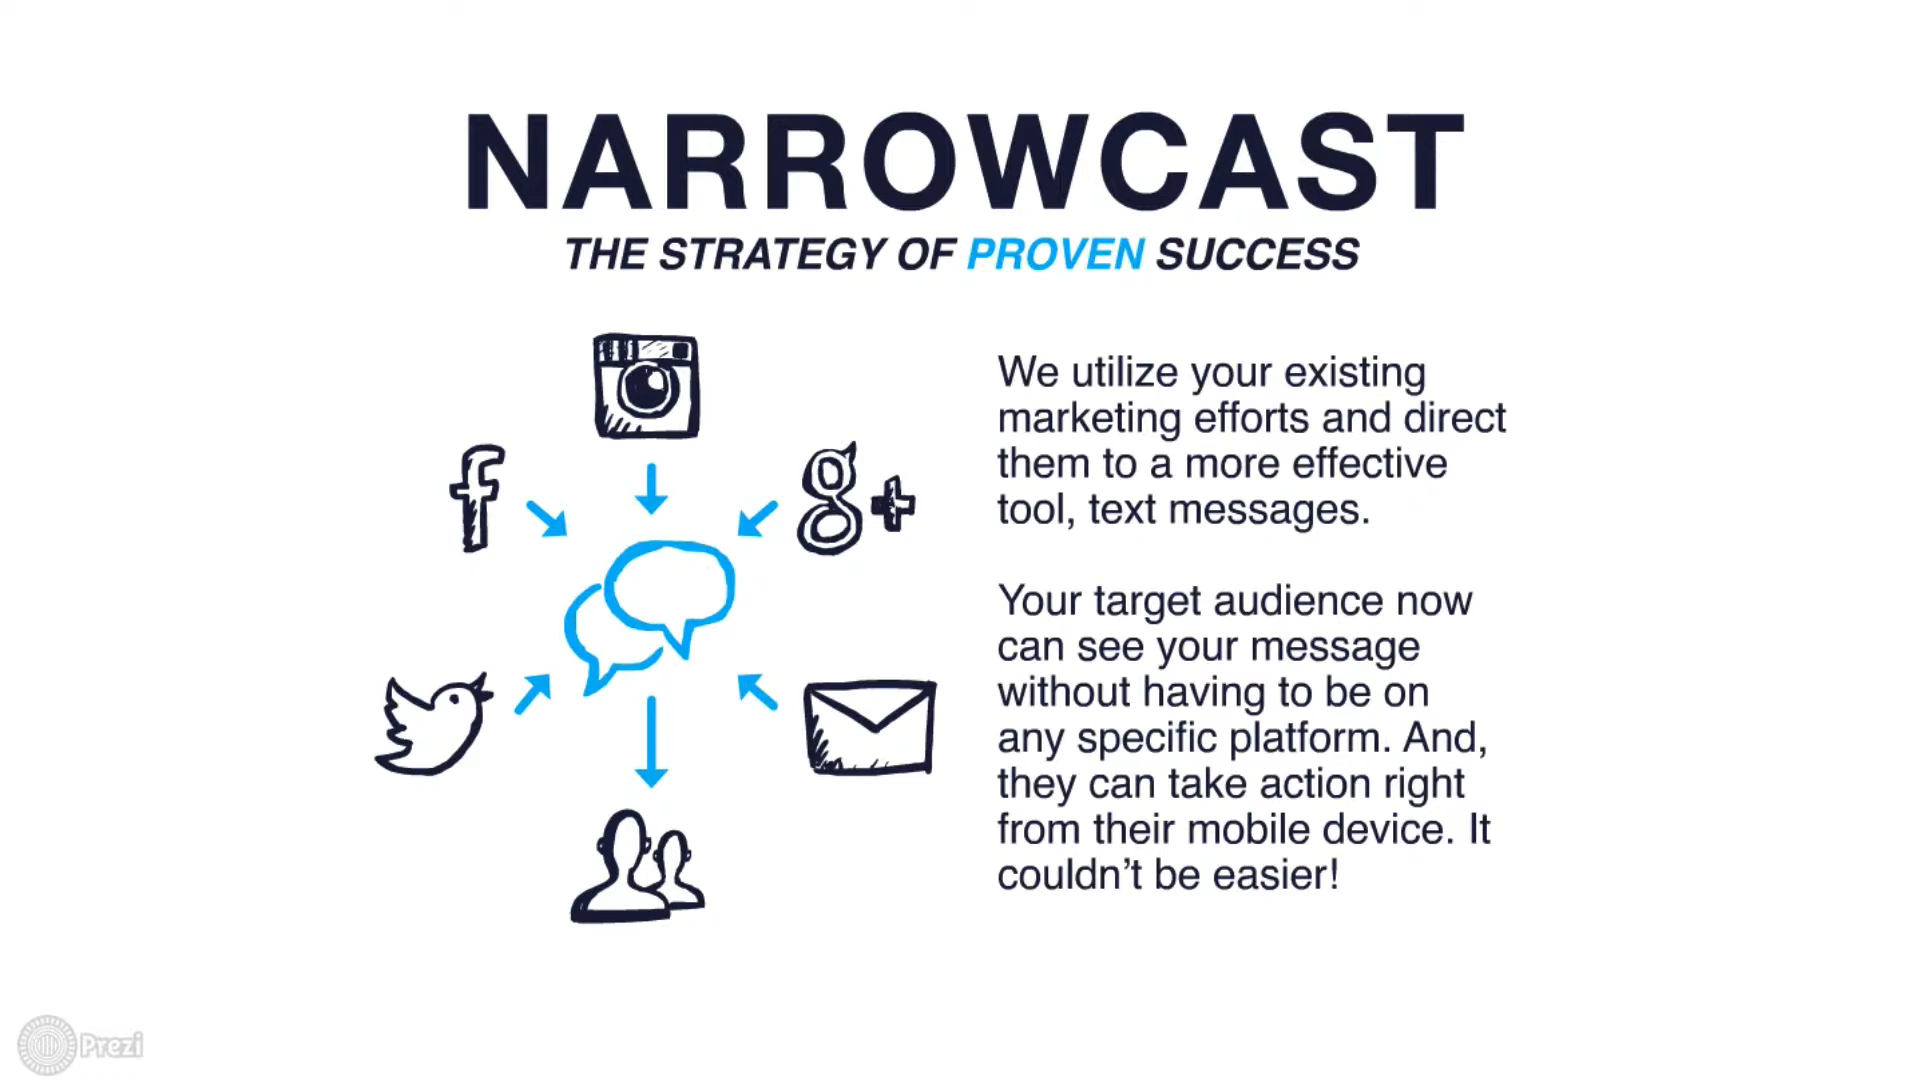 NARROWCAST
THE STRATEGY OF PROVEN SUCCESS
We utilize your existing
marketing efforts and direct
them to a more effective
tool, text messages.
Your target audience now
can see your message
without having to be on
any specific platform. And,
they can take action right
from their mobile device. It
couldn’t be easier!
f
g+
Prezi